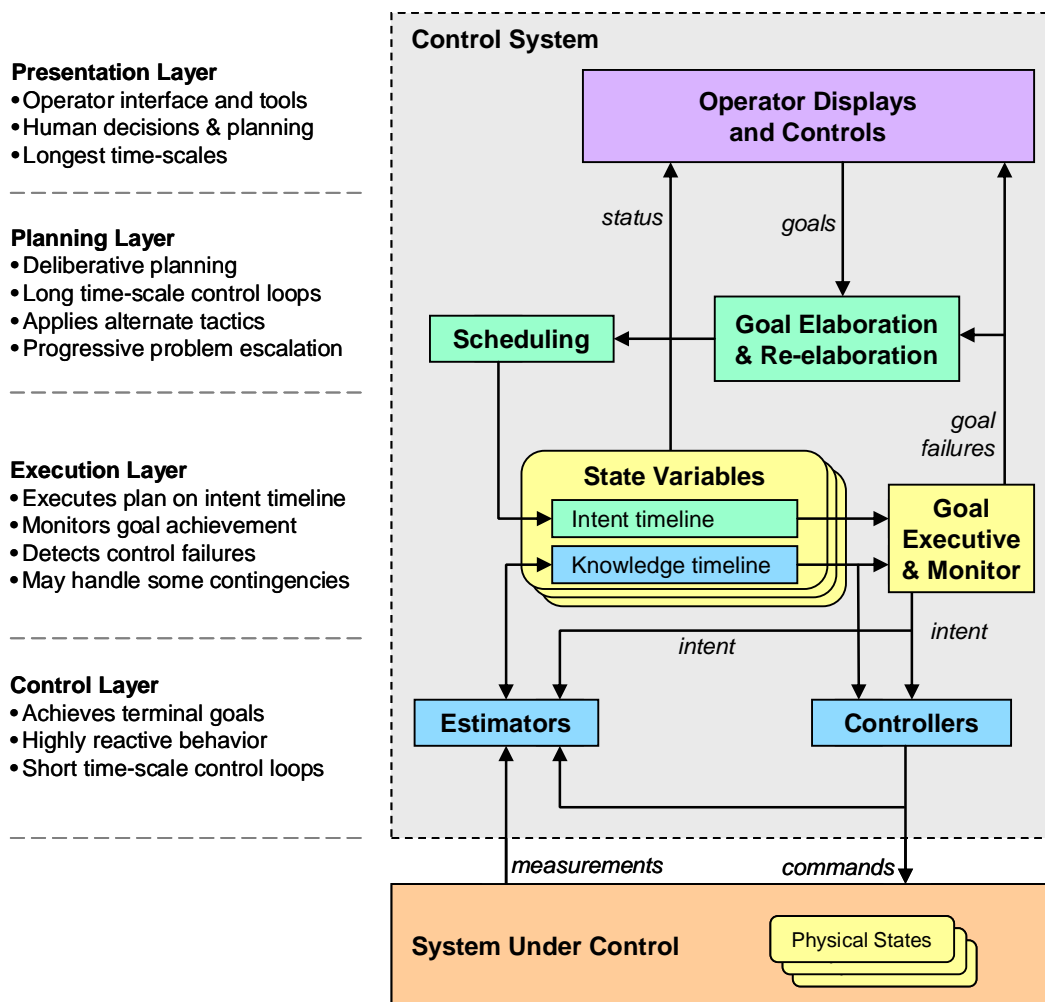 Presentation Layer
•Operator interface and tools
•Human decisions & planning
•Longest time-scales
Planning Layer
•Deliberative planning
•Long time-scale control loops
•Applies alternate tactics
•Progressive problem escalation
Execution Layer
•Executes plan on intent timeline
•Monitors goal achievement
•Detects control failures
•May handle some contingencies
Control Layer
•Achieves terminal goals
•Highly reactive behavior
•Short time-scale control loops
Control System
Operator Displays
and Controls
status
goals
Scheduling
Goal Elaboration
& Re-elaboration
goal
failures
State Variables
Intent timeline
Knowledge timeline
Goal
Executive
& Monitor
intent
intent
Estimators
Controllers
measurements
commands
System Under Control
Physical States